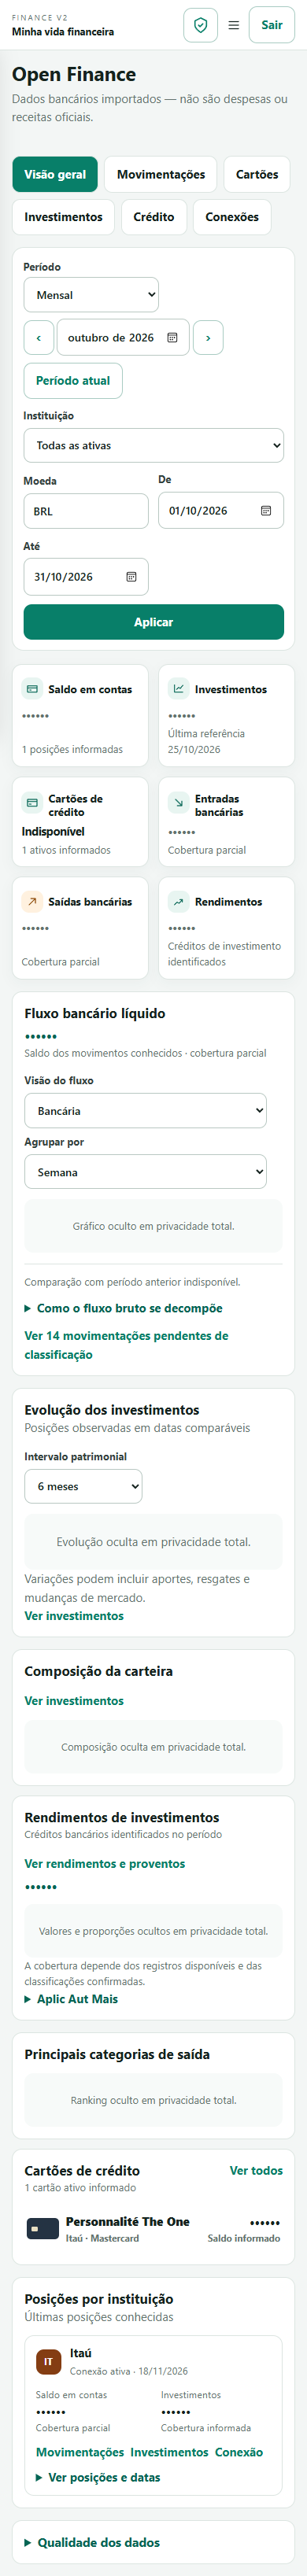 FINANCE V2
Minha vida financeira
Sair
Open Finance
Dados bancários importados — não são despesas ou
receitas oficiais.
Visão geral
Movimentações
Cartões
Investimentos
Crédito
Conexões
Período
Mensal
‹
outubro de 2026
›
Período atual
Instituição
Todas as ativas
Moeda
De
BRL
01/10/2026
Até
31/10/2026
Aplicar
Saldo em contas
••••••
1 posições informadas
Investimentos
••••••
Última referência
25/10/2026
Cartões de
crédito
Indisponível
1 ativos informados
Entradas
bancárias
••••••
Cobertura parcial
Saídas bancárias
••••••
Cobertura parcial
Rendimentos
••••••
Créditos de investimento
identificados
Fluxo bancário líquido
••••••
Saldo dos movimentos conhecidos · cobertura parcial
Visão do fluxo
Bancária
Agrupar por
Semana
Gráfico oculto em privacidade total.
Comparação com período anterior indisponível.
▶ Como o fluxo bruto se decompõe
Ver 14 movimentações pendentes de
classificação
Evolução dos investimentos
Posições observadas em datas comparáveis
Intervalo patrimonial
6 meses
Evolução oculta em privacidade total.
Variações podem incluir aportes, resgates e
mudanças de mercado.
Ver investimentos
Composição da carteira
Ver investimentos
Composição oculta em privacidade total.
Rendimentos de investimentos
Créditos bancários identificados no período
Ver rendimentos e proventos
••••••
Valores e proporções ocultos em privacidade total.
A cobertura depende dos registros disponíveis e das
classificações confirmadas.
▶ Aplic Aut Mais
Principais categorias de saída
Ranking oculto em privacidade total.
Cartões de crédito
Ver todos
1 cartão ativo informado
Personnalité The One
••••••
Itaú · Mastercard
Saldo informado
Posições por instituição
Últimas posições conhecidas
IT
Itaú
Conexão ativa · 18/11/2026
Saldo em contas
Investimentos
••••••
••••••
Cobertura parcial
Cobertura informada
Movimentações Investimentos Conexão
▶ Ver posições e datas
▶ Qualidade dos dados